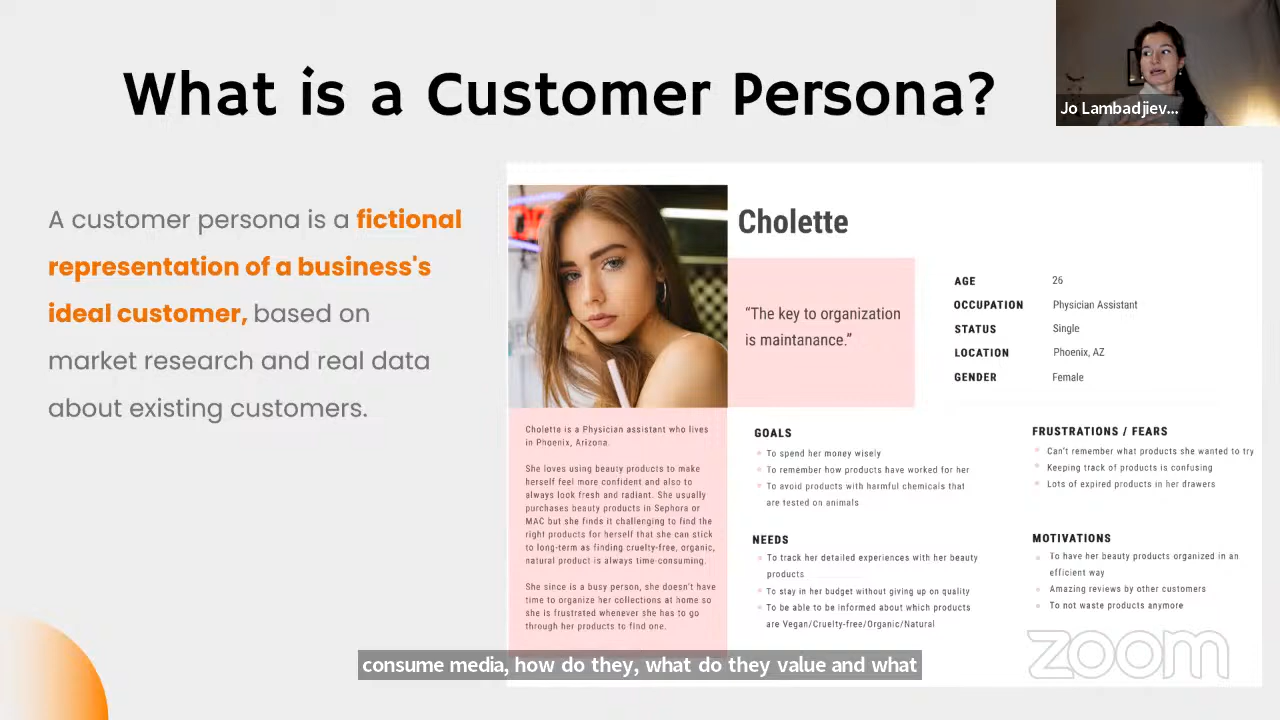 What is a Customer Persona?
Jo Lambadjiev...
A customer persona is a fictional
representation of a business's
ideal customer, based on
market research and real data
about existing customers.
Cholette
“The key to organization
is maintanance.”
AGE 26
OCCUPATION Physician Assistant
STATUS Single
LOCATION Phoenix, AZ
GENDER Female
Cholette is a Physician assistant who lives
in Phoenix, Arizona.
She loves using beauty products to make
herself feel more confident and also to
always look fresh and radiant. She usually
purchases beauty products in Sephora or
MAC but she finds it challenging to find the
right products for herself that she can stick
to long-term as finding cruelty-free, organic,
natural product is always time-consuming.
She since is a busy person, she doesn't have
time to organize her collections at home so
she is frustrated whenever she has to go
through her products to find one.
GOALS
To spend her money wisely
To remember how products have worked for her
To avoid products with harmful chemicals that
are tested on animals
NEEDS
To track her detailed experiences with her beauty
products
To stay in her budget without giving up on quality
To be able to be informed about which products
are Vegan/Cruelty-free/Organic/Natural
FRUSTRATIONS / FEARS
Can't remember what products she wanted to try
Keeping track of products is confusing
Lots of expired products in her drawers
MOTIVATIONS
To have her beauty products organized in an
efficient way
Amazing reviews by other customers
To not waste products anymore
zoom
consume media, how do they, what do they value and what